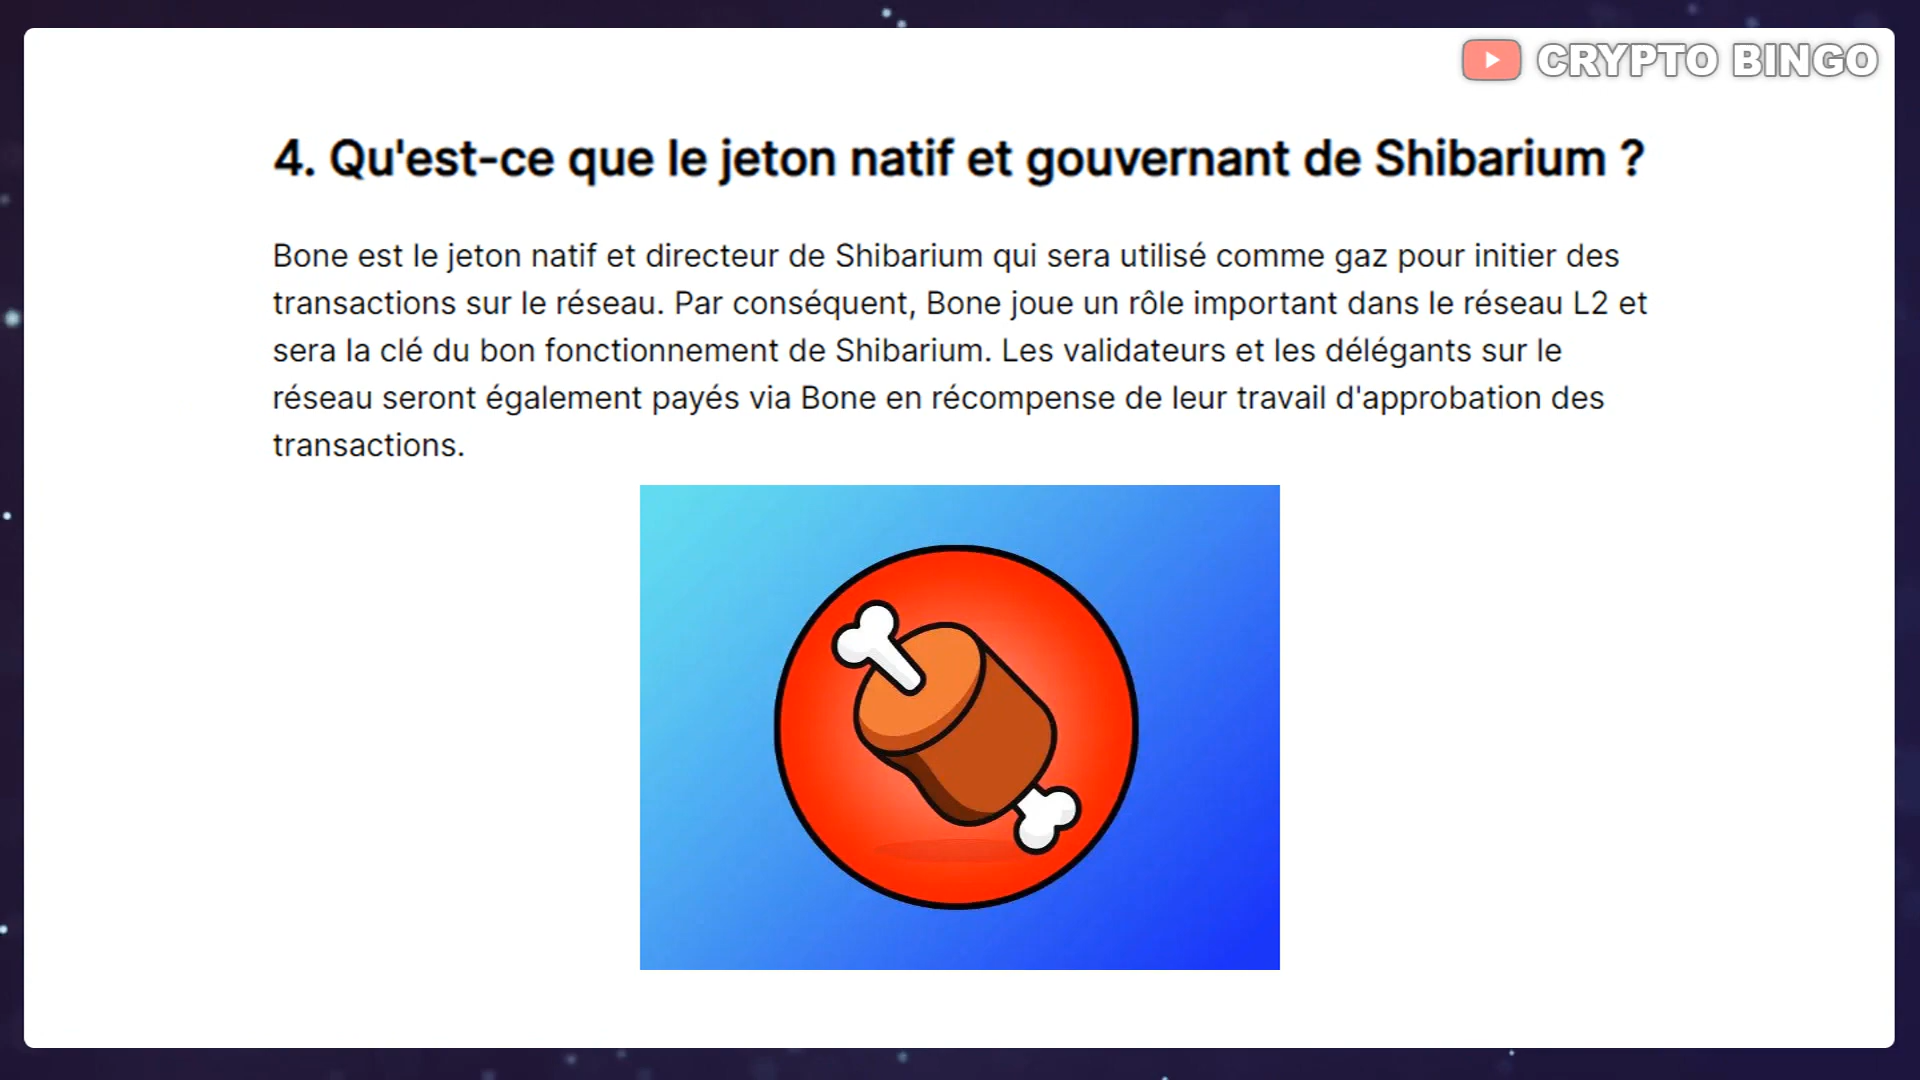 CRYPTO BINGO
4. Qu'est-ce que le jeton natif et gouvernant de Shibarium ?
Bone est le jeton natif et directeur de Shibarium qui sera utilisé comme gaz pour initier des
transactions sur le réseau. Par conséquent, Bone joue un rôle important dans le réseau L2 et
sera la clé du bon fonctionnement de Shibarium. Les validateurs et les délégants sur le
réseau seront également payés via Bone en récompense de leur travail d'approbation des
transactions.